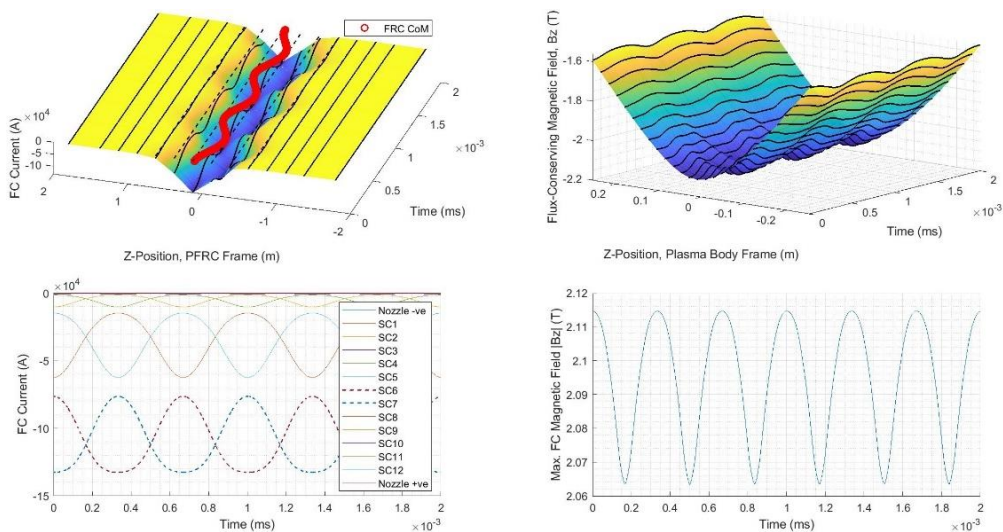 FRC CoM
FC Current (A)
×10⁴
0
-5
-10
2
1
0
-1
-2
Z-Position, PFRC Frame (m)
0
0.5
1
1.5
2
×10⁻³
Time (ms)
Flux-Conserving Magnetic Field, Bz (T)
-1.6
-1.8
-2
-2.2
0.2
0.1
0
-0.1
-0.2
Z-Position, Plasma Body Frame (m)
0
0.5
1
1.5
2
×10⁻³
Time (ms)
×10⁴
FC Current (A)
0
-5
-10
-15
Nozzle -ve
SC1
SC2
SC3
SC4
SC5
SC6
SC7
SC8
SC9
SC10
SC11
SC12
Nozzle +ve
0 0.2 0.4 0.6 0.8 1 1.2 1.4 1.6 1.8 2
Time (ms)
×10⁻³
Max. FC Magnetic Field |Bz| (T)
2.12
2.11
2.1
2.09
2.08
2.07
2.06
0 0.2 0.4 0.6 0.8 1 1.2 1.4 1.6 1.8 2
Time (ms)
×10⁻³